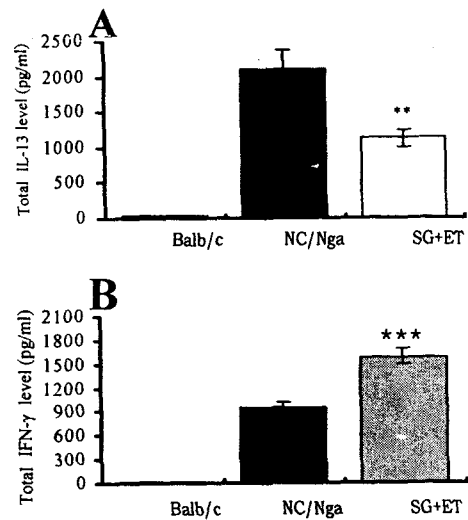 A
Total IL-13 level (pg/ml)
2500
2000
1500
1000
500
0
**
Balb/c NC/Nga SG+ET
B
Total IFN-γ level (pg/ml)
2100
1800
1500
1200
900
600
300
0
***
Balb/c NC/Nga SG+ET